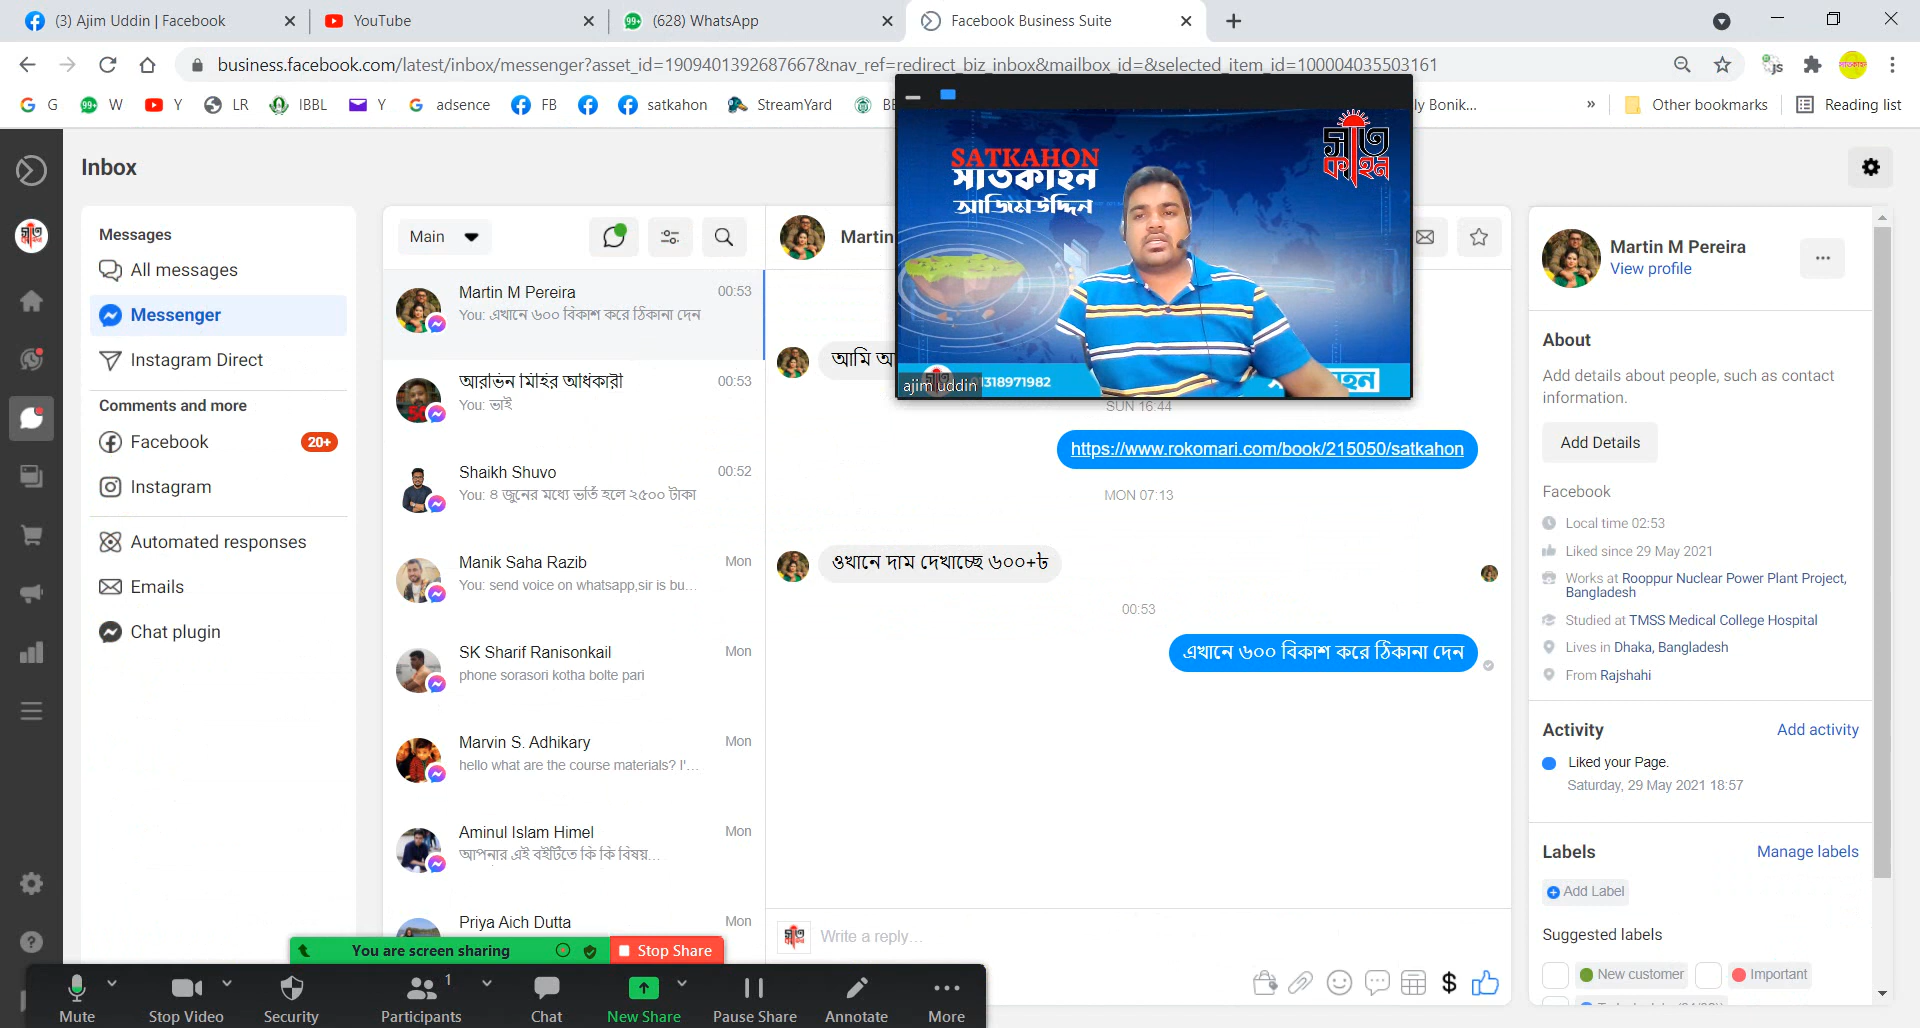 (3) Ajim Uddin | Facebook
YouTube
(628) WhatsApp
Facebook Business Suite
business.facebook.com/latest/inbox/messenger?asset_id=1909401392687667&nav_ref=redirect_biz_inbox&mailbox_id=&selected_item_id=100004035503161
G
W
Y
LR
IBBL
Y
adsence
FB
satkahon
StreamYard
ly Bonik...
»
Other bookmarks
Reading list
Inbox
Messages
All messages
Messenger
Instagram Direct
Comments and more
Facebook 20+
Instagram
Automated responses
Emails
Chat plugin
Main
Martin M Pereira 00:53
You: এখানে ৬০০ বিকাশ করে ঠিকানা দেন
আরভিন মিহির অধিকারী 00:53
You: ভাই
Shaikh Shuvo 00:52
You: ৪ জুনের মধ্যে ভর্তি হলে ২৫০০ টাকা
Manik Saha Razib Mon
You: send voice on whatsapp,sir is bu...
SK Sharif Ranisonkail Mon
phone sorasori kotha bolte pari
Marvin S. Adhikary Mon
hello what are the course materials? I'...
Aminul Islam Himel Mon
আপনার এই বইটিতে কি কি বিষয়...
Priya Aich Dutta Mon
Martin
আমি অ
SATKAHON
সাতকাহন
আজিমউদ্দিন
সাত
কাহন
ajim uddin
01318971982
SUN 16:44
https://www.rokomari.com/book/215050/satkahon
MON 07:13
ওখানে দাম দেখাচ্ছে ৬০০+৳
00:53
এখানে ৬০০ বিকাশ করে ঠিকানা দেন
Write a reply...
Martin M Pereira
View profile
About
Add details about people, such as contact
information.
Add Details
Facebook
Local time 02:53
Liked since 29 May 2021
Works at Rooppur Nuclear Power Plant Project,
Bangladesh
Studied at TMSS Medical College Hospital
Lives in Dhaka, Bangladesh
From Rajshahi
Activity
Add activity
Liked your Page.
Saturday, 29 May 2021 18:57
Labels
Manage labels
Add Label
Suggested labels
New customer
Important
You are screen sharing
Stop Share
Mute
Stop Video
Security
Participants 1
Chat
New Share
Pause Share
Annotate
More